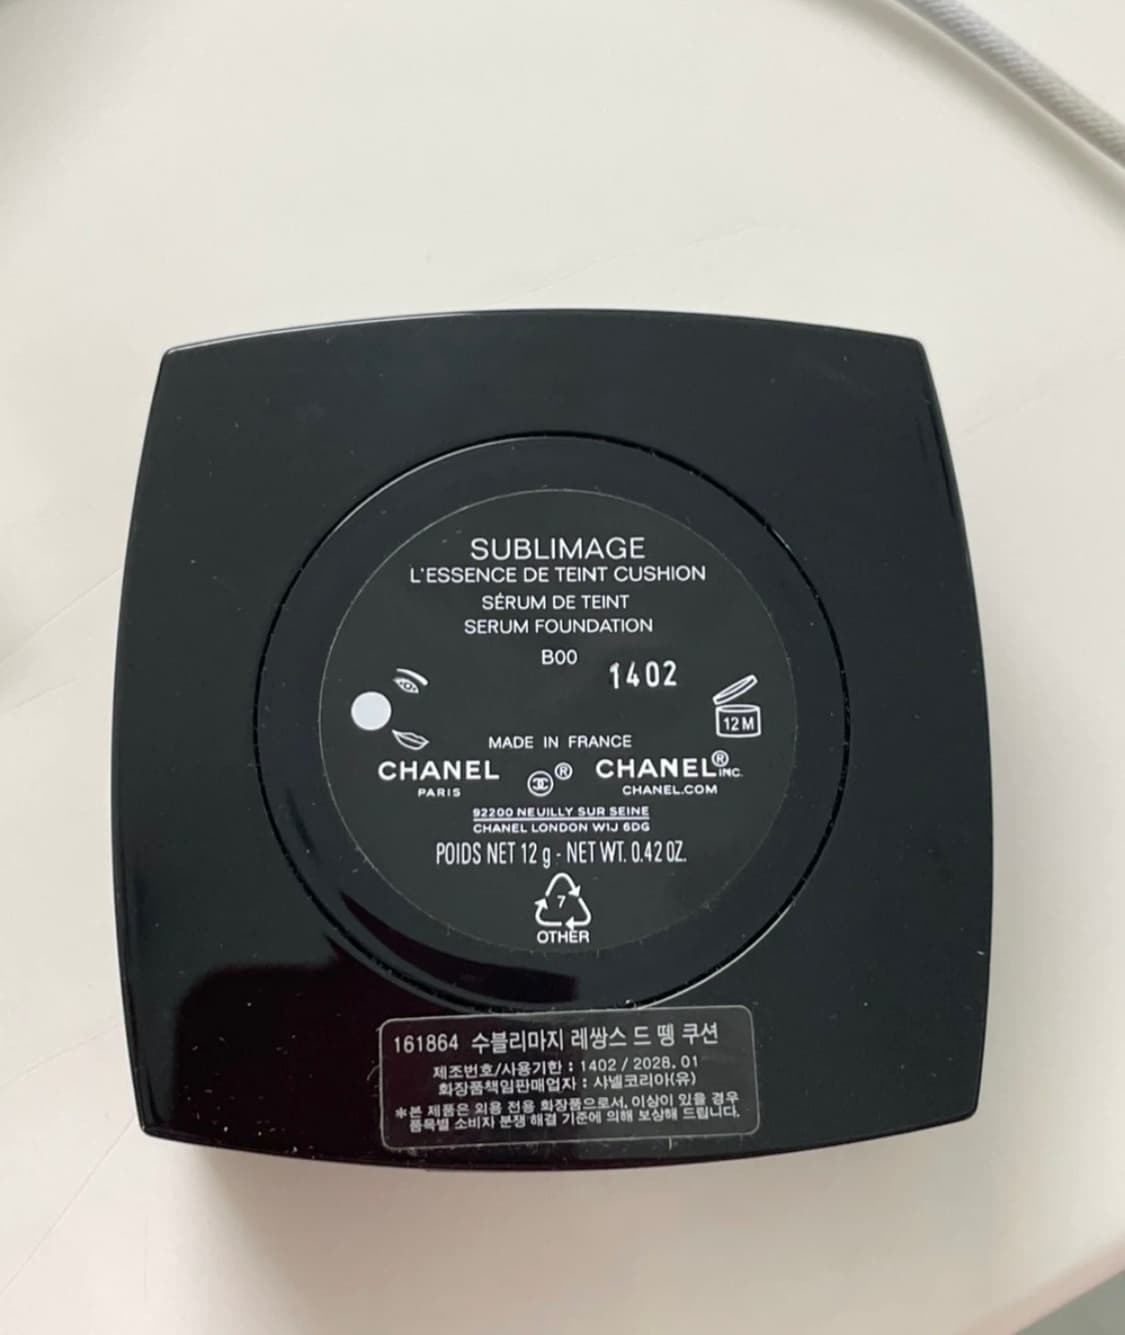 SUBLIMAGE
L'ESSENCE DE TEINT CUSHION
SÉRUM DE TEINT
SERUM FOUNDATION
B00
1402
12 M
MADE IN FRANCE
CHANEL ® CHANEL® INC.
PARIS CHANEL.COM
92200 NEUILLY SUR SEINE
CHANEL LONDON W1J 6DG
POIDS NET 12 g - NET WT. 0.42 OZ.
7
OTHER
161864 수블리마지 레쌍스 드 뗑 쿠션
제조번호/사용기한 : 1402 / 2028. 01
화장품책임판매업자 : 샤넬코리아(유)
*본 제품은 외용 전용 화장품으로서, 이상이 있을 경우
품목별 소비자 분쟁 해결 기준에 의해 보상해 드립니다.